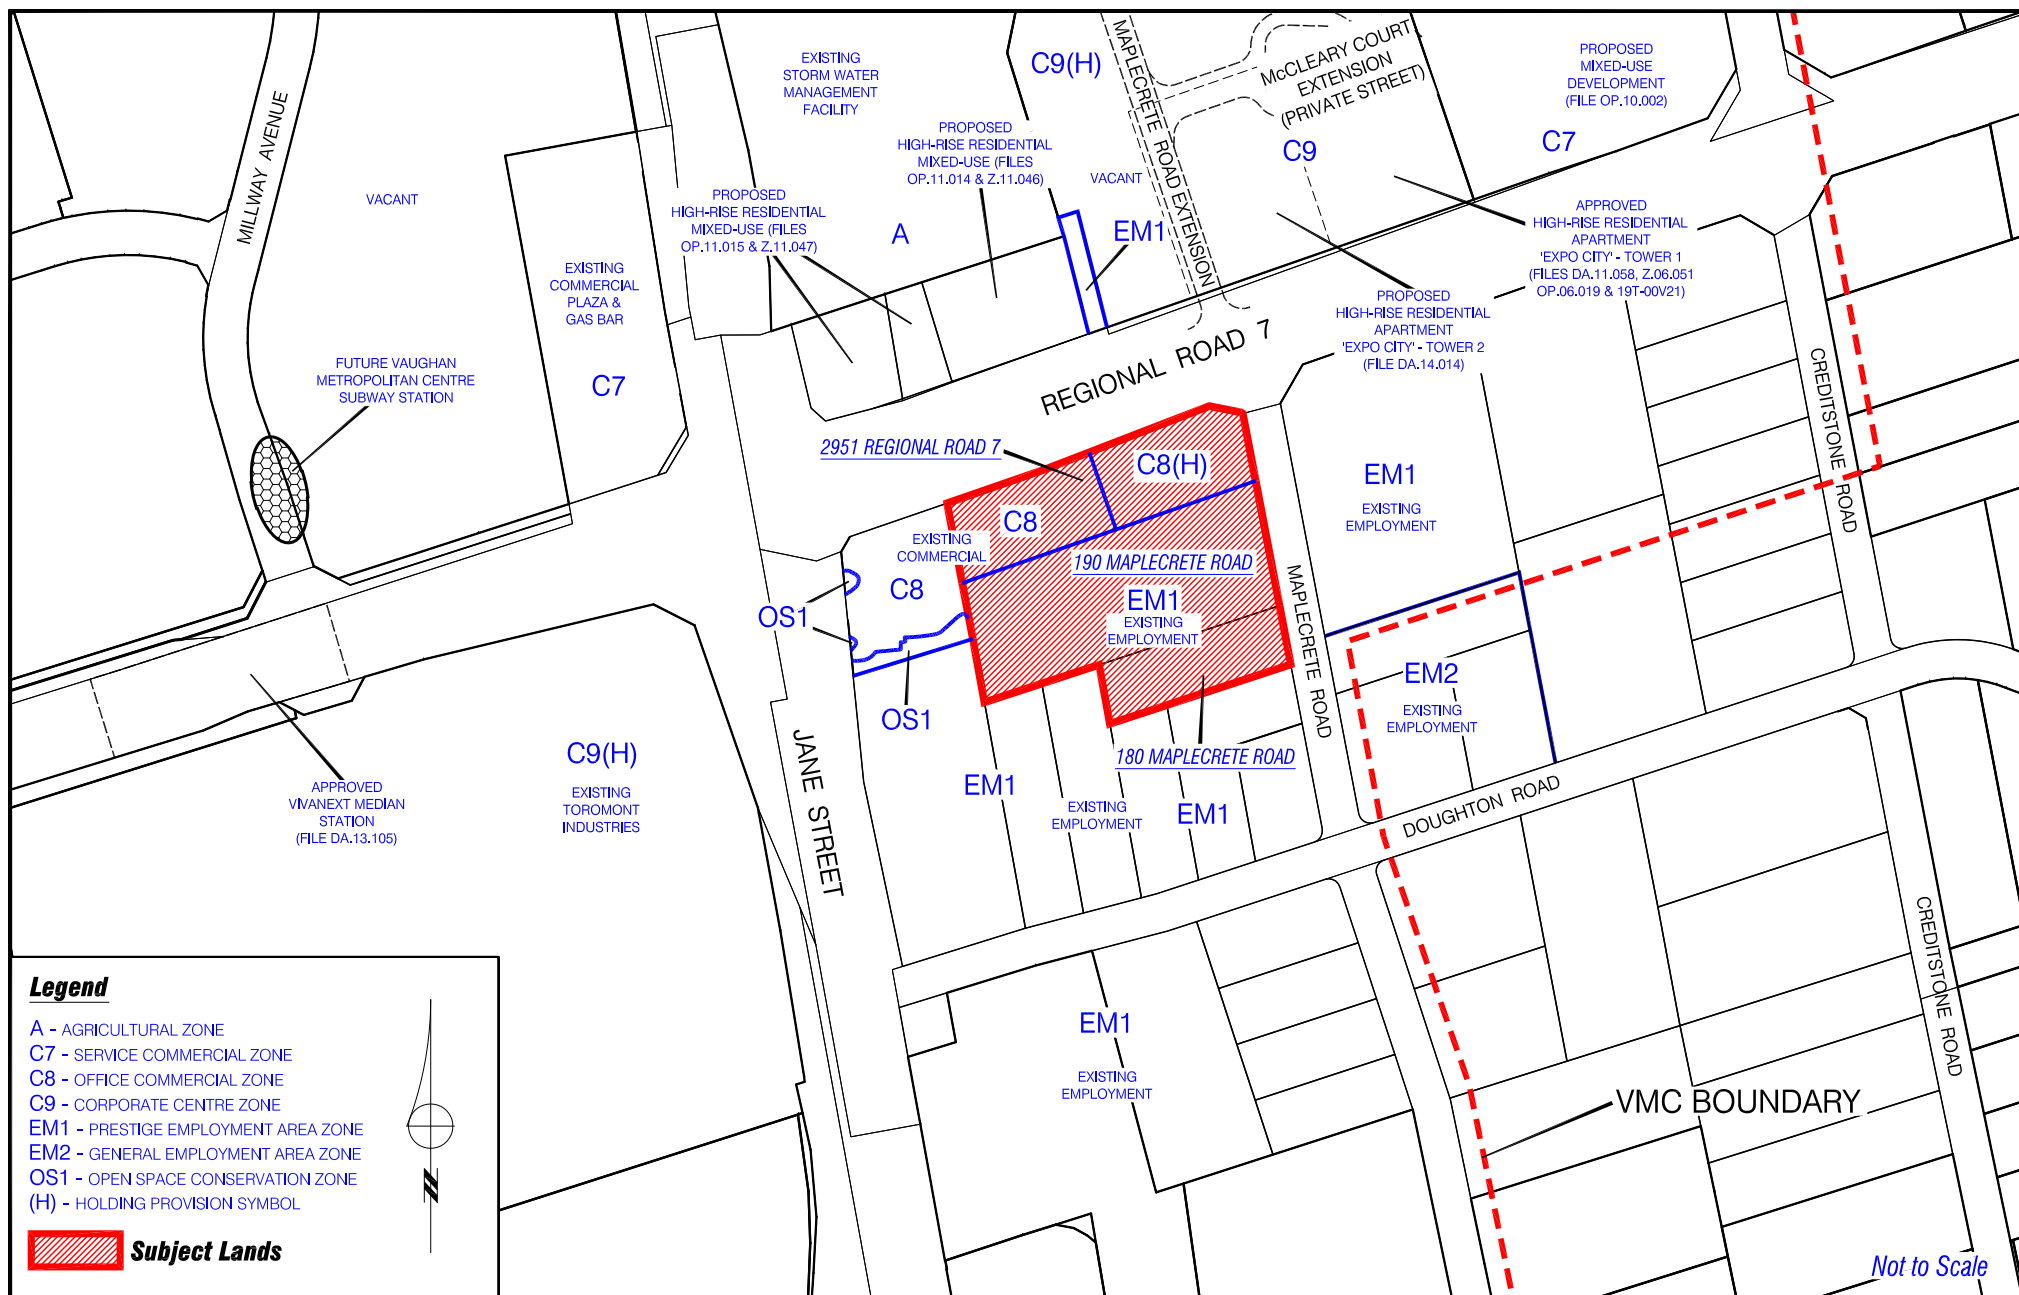 EXISTING
STORM WATER
MANAGEMENT
FACILITY
C9(H)
MAPLECRETE ROAD EXTENSION
McCLEARY COURT
EXTENSION
(PRIVATE STREET)
PROPOSED
MIXED-USE
DEVELOPMENT
(FILE OP.10.002)
C7
C9
MILLWAY AVENUE
VACANT
PROPOSED
HIGH-RISE RESIDENTIAL
MIXED-USE (FILES
OP.11.014 & Z.11.046)
VACANT
PROPOSED
HIGH-RISE RESIDENTIAL
MIXED-USE (FILES
OP.11.015 & Z.11.047)
A
EM1
APPROVED
HIGH-RISE RESIDENTIAL
APARTMENT
'EXPO CITY' - TOWER 1
(FILES DA.11.058, Z.06.051
OP.06.019 & 19T-00V21)
EXISTING
COMMERCIAL
PLAZA &
GAS BAR
C7
PROPOSED
HIGH-RISE RESIDENTIAL
APARTMENT
'EXPO CITY' - TOWER 2
(FILE DA.14.014)
FUTURE VAUGHAN
METROPOLITAN CENTRE
SUBWAY STATION
REGIONAL ROAD 7
CREDITSTONE ROAD
2951 REGIONAL ROAD 7
C8(H)
C8
EM1
EXISTING
EMPLOYMENT
EXISTING
COMMERCIAL
C8
190 MAPLECRETE ROAD
EM1
EXISTING
EMPLOYMENT
OS1
MAPLECRETE ROAD
EM2
EXISTING
EMPLOYMENT
OS1
180 MAPLECRETE ROAD
C9(H)
EXISTING
TOROMONT
INDUSTRIES
APPROVED
VIVANEXT MEDIAN
STATION
(FILE DA.13.105)
JANE STREET
EM1
EXISTING
EMPLOYMENT
EM1
DOUGHTON ROAD
CREDITSTONE ROAD
EM1
EXISTING
EMPLOYMENT
VMC BOUNDARY
Legend
A - AGRICULTURAL ZONE
C7 - SERVICE COMMERCIAL ZONE
C8 - OFFICE COMMERCIAL ZONE
C9 - CORPORATE CENTRE ZONE
EM1 - PRESTIGE EMPLOYMENT AREA ZONE
EM2 - GENERAL EMPLOYMENT AREA ZONE
OS1 - OPEN SPACE CONSERVATION ZONE
(H) - HOLDING PROVISION SYMBOL
N
Subject Lands
Not to Scale